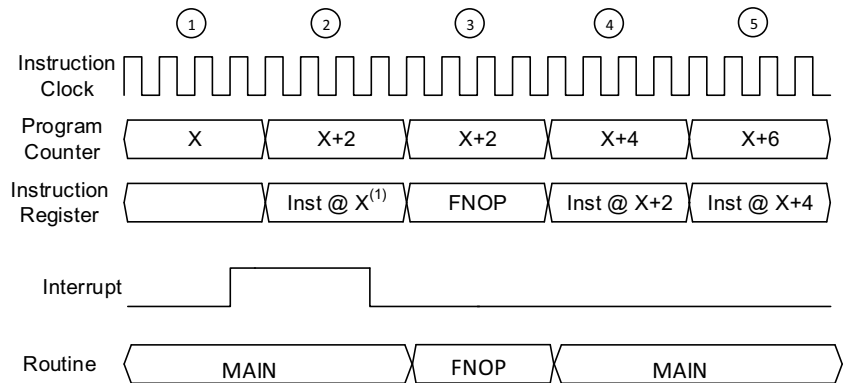 1 2 3 4 5
Instruction
Clock
Program
Counter
X X+2 X+2 X+4 X+6
Instruction
Register
Inst @ X(1) FNOP Inst @ X+2 Inst @ X+4
Interrupt
Routine MAIN FNOP MAIN